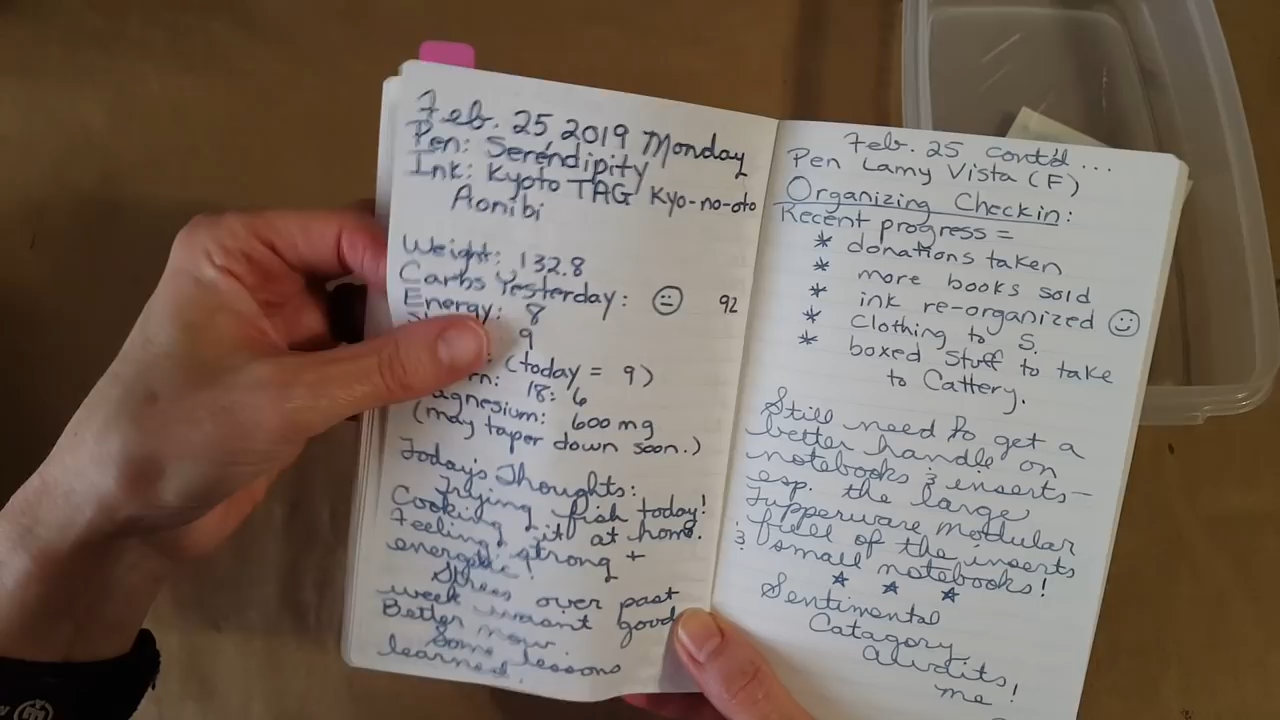 Feb. 25 2019 Monday
Pen: Serendipity
Ink: Kyoto TAG Kyo-no-oto
Aonibi
Weight: 132.8
Carbs Yesterday: 😐 92
Energy: 8
9
(today = 9)
18:6
agnesium: 600 mg
(may taper down soon.)
Today's Thoughts:
Trying fish today!
Cooking it at home.
Feeling strong +
energetic!
Stress over past
week wasn't good
Better now.
Some lessons
learned.
Feb. 25 cont'd...
Pen Lamy Vista (F)
Organizing Checkin:
Recent progress =
* donations taken
* more books sold
* ink re-organized ☺
* Clothing to S.
* boxed stuff to take
to Cattery.
Still need to get a
better handle on
notebooks & inserts–
esp. the large
Tupperware modular
full of the inserts
& small notebooks!
☆ ☆ ☆
Sentimental
Catagory
awaits
me!